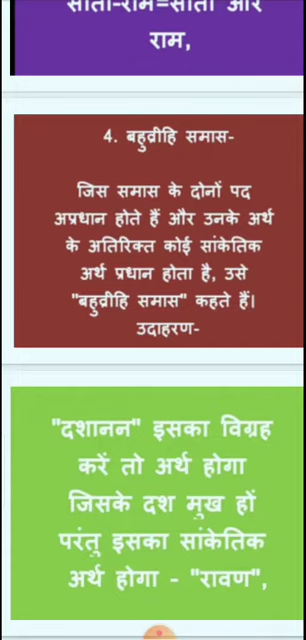 सीता-राम=सीता और
राम,
4. बहुव्रीहि समास-
जिस समास के दोनों पद
अप्रधान होते हैं और उनके अर्थ
के अतिरिक्त कोई सांकेतिक
अर्थ प्रधान होता है, उसे
"बहुव्रीहि समास" कहते हैं।
उदाहरण-
"दशानन" इसका विग्रह
करें तो अर्थ होगा
जिसके दश मुख हों
परंतु इसका सांकेतिक
अर्थ होगा - "रावण",